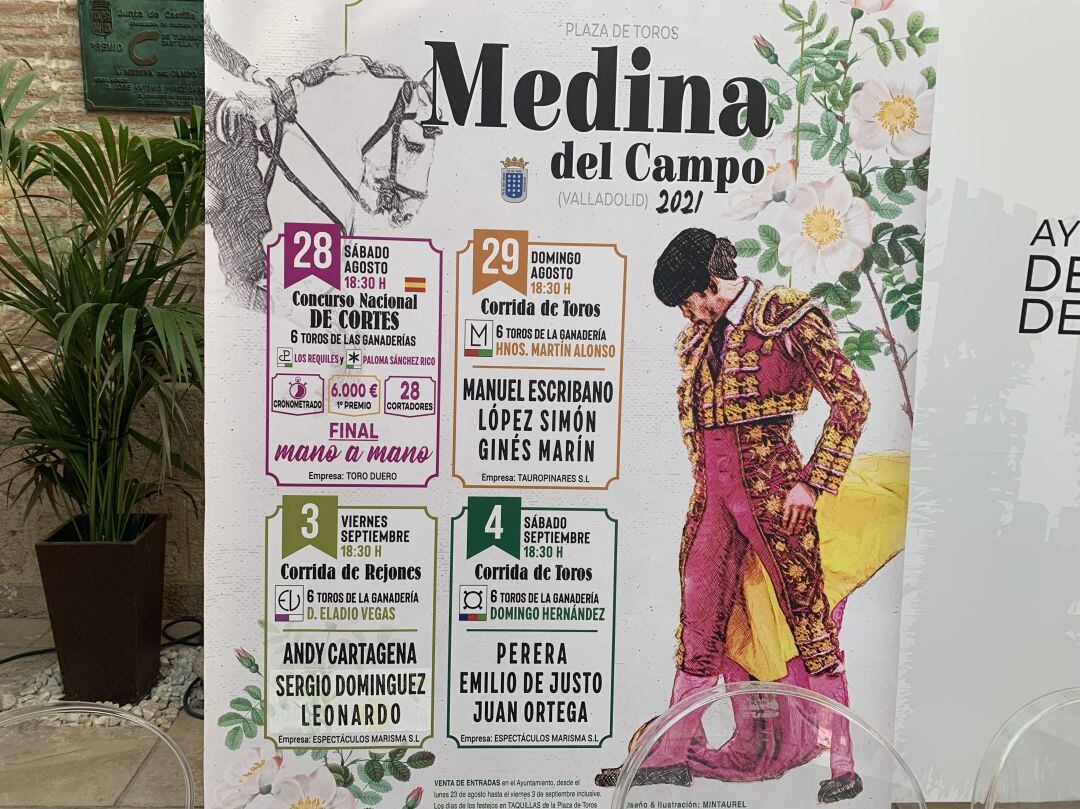 Junta de Castilla
PREMIO
DE TURISMO
PLAZA DE TOROS
Medina
del Campo
(VALLADOLID) 2021
28
SÁBADO
AGOSTO
18:30 H
Concurso Nacional
DE CORTES
6 TOROS DE LAS GANADERÍAS
LOS REQUILES y PALOMA SÁNCHEZ RICO
CRONOMETRADO
6.000 €
1º PREMIO
28
CORTADORES
FINAL
mano a mano
Empresa: TORO DUERO
29
DOMINGO
AGOSTO
18:30 H
Corrida de Toros
6 TOROS DE LA GANADERÍA
HNOS. MARTÍN ALONSO
MANUEL ESCRIBANO
LÓPEZ SIMÓN
GINÉS MARÍN
Empresa: TAUROPINARES S.L
3
VIERNES
SEPTIEMBRE
18:30 H
Corrida de Rejones
6 TOROS DE LA GANADERÍA
D. ELADIO VEGAS
ANDY CARTAGENA
SERGIO DOMINGUEZ
LEONARDO
Empresa: ESPECTÁCULOS MARISMA S.L
4
SÁBADO
SEPTIEMBRE
18:30 H
Corrida de Toros
6 TOROS DE LA GANADERÍA
DOMINGO HERNÁNDEZ
PERERA
EMILIO DE JUSTO
JUAN ORTEGA
Empresa: ESPECTÁCULOS MARISMA S.L
VENTA DE ENTRADAS en el Ayuntamiento, desde el
lunes 23 de agosto hasta el viernes 3 de septiembre inclusive.
Los días de los festejos en TAQUILLAS de la Plaza de Toros
Diseño & Ilustración: MINTAUREL
AY
DE
DE